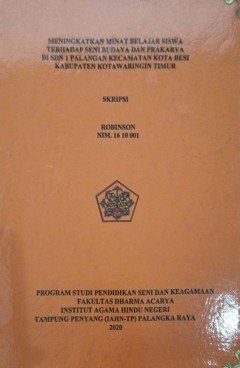 MENINGKATKAN MINAT BELAJAR SISWA
TERHADAP SENI BUDAYA DAN PRAKARYA
DI SDN 1 PALANGAN KECAMATAN KOTA BESI
KABUPATEN KOTAWARINGIN TIMUR
SKRIPSI
ROBINSON
NIM. 16 10 001
PROGRAM STUDI PENDIDIKAN SENI DAN KEAGAMAAN
FAKULTAS DHARMA ACARYA
INSTITUT AGAMA HINDU NEGERI
TAMPUNG PENYANG (IAHN-TP) PALANGKA RAYA
2020